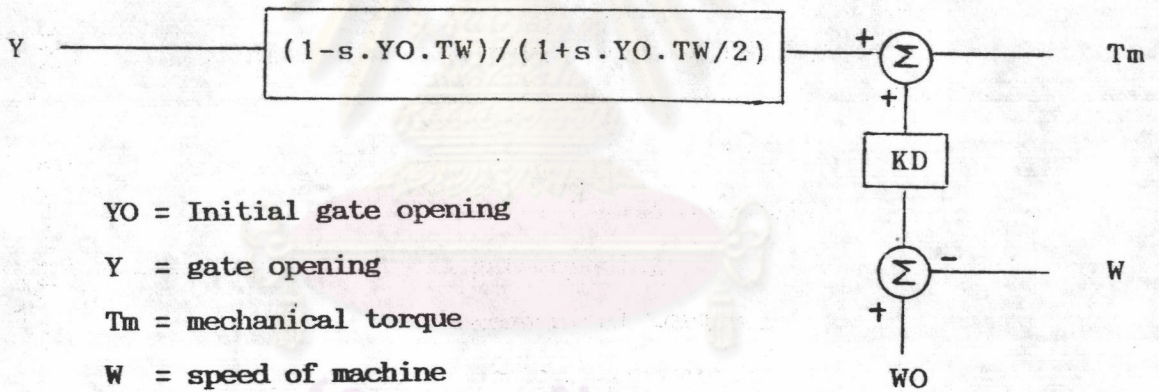 Y
(1-s.YO.TW)/(1+s.YO.TW/2)
+
Σ
Tm
+
KD
YO = Initial gate opening
Y = gate opening
Σ
-
W
Tm = mechanical torque
+
W = speed of machine
WO